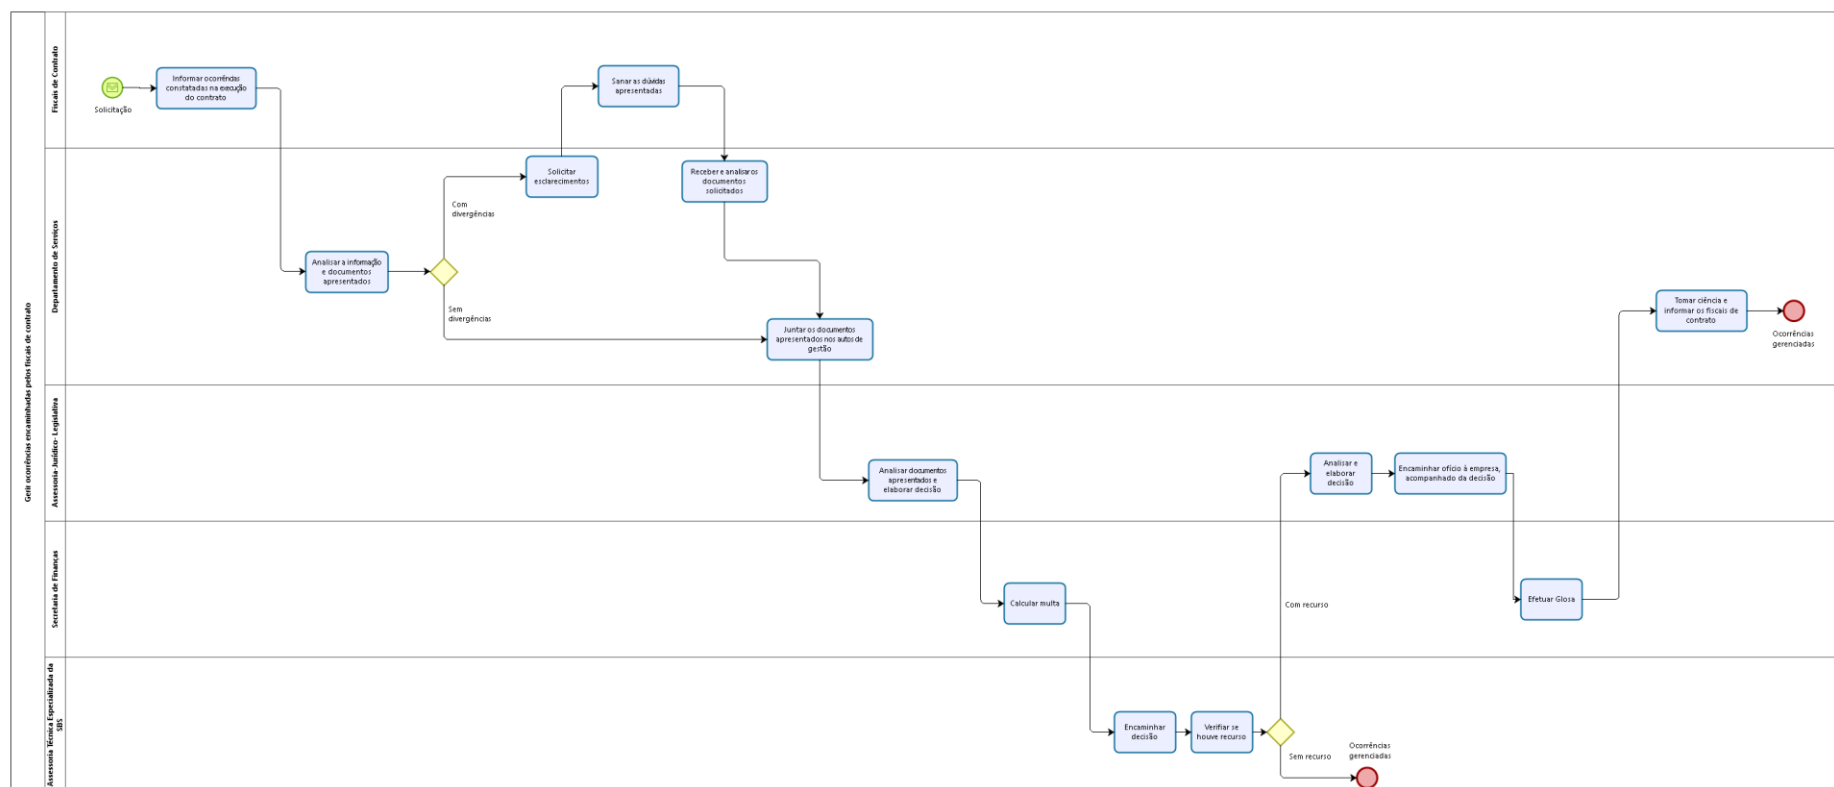 Gerir ocorrências encaminhadas pelos fiscais de contrato
Fiscais de Contrato
Solicitação
Informar ocorrências
constatadas na execução
do contrato
Sanar as dúvidas
apresentadas
Departamento de Serviços
Analisar a informação
e documentos
apresentados
Com
divergências
Sem
divergências
Solicitar
esclarecimentos
Receber e analisar os
documentos
solicitados
Juntar os documentos
apresentados nos autos de
gestão
Tomar ciência e
informar os fiscais de
contrato
Ocorrências
gerenciadas
Assessoria-Jurídico- Legislativa
Analisar documentos
apresentados e
elaborar decisão
Analisar e
elaborar
decisão
Encaminhar ofício à empresa,
acompanhado da decisão
Secretaria de Finanças
Calcular multa
Com recurso
Efetuar Glosa
Assessoria Técnica Especializada da
SBS
Encaminhar
decisão
Verifiar se
houve recurso
Sem recurso
Ocorrências
gerenciadas